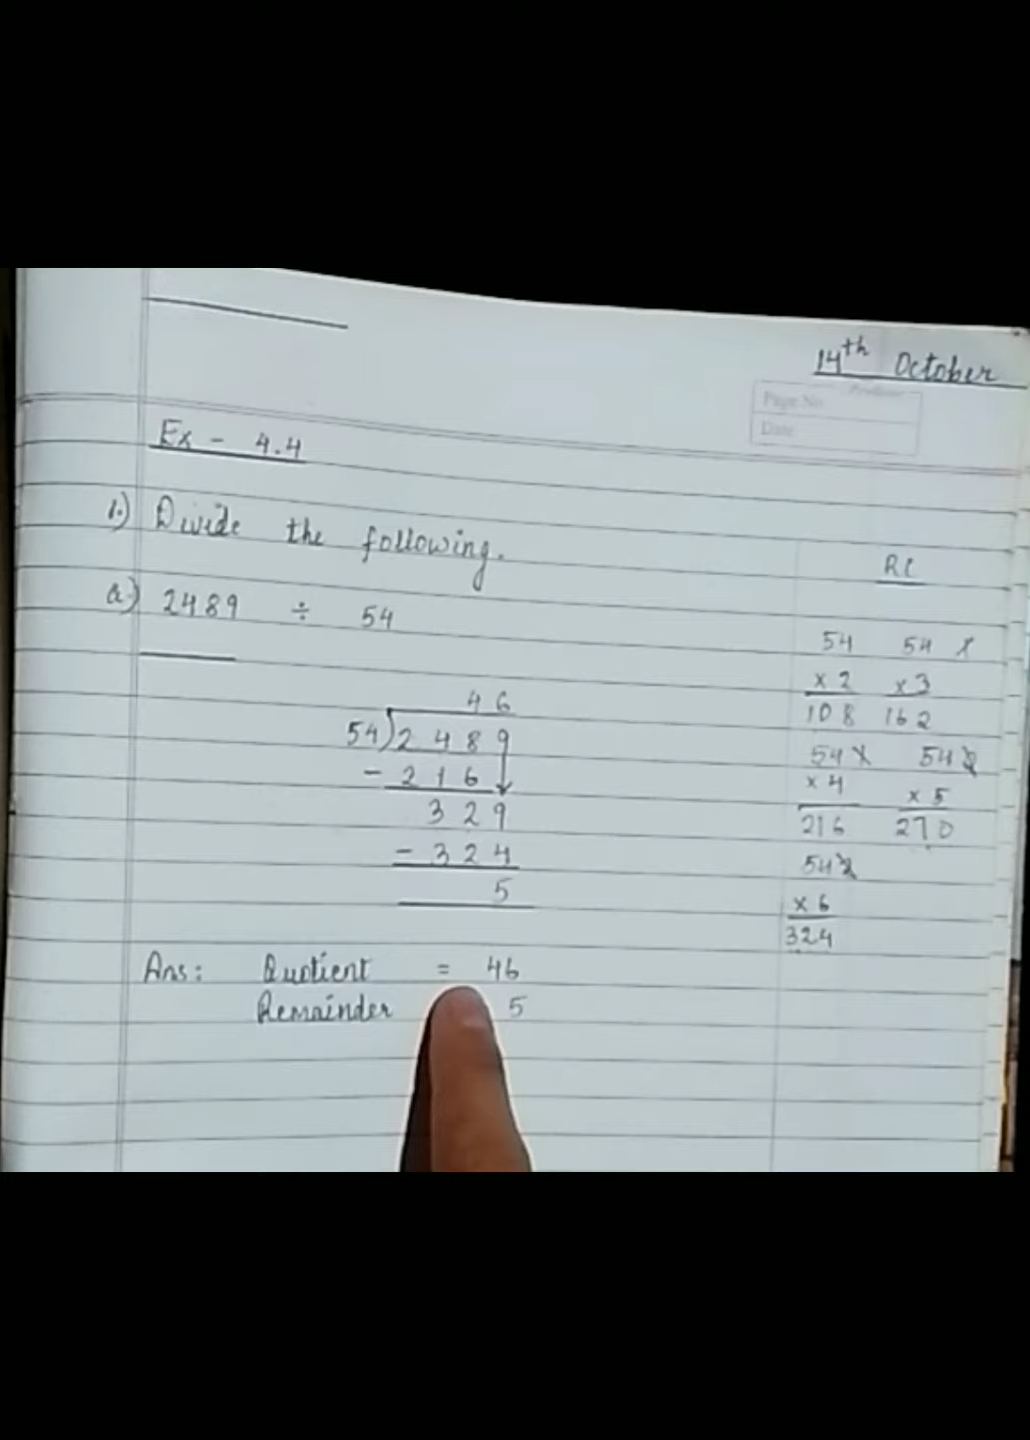 14th October
Page No
Date
Ex - 4.4
1.) Divide the following.
a.) 2489 ÷ 54
46
54)2489
- 216
329
- 324
5
Ans: Quotient = 46
Remainder 5
RC
54 54
x 2 x 3
108 162
54 54
x 4 x 5
216 270
54
x 6
324